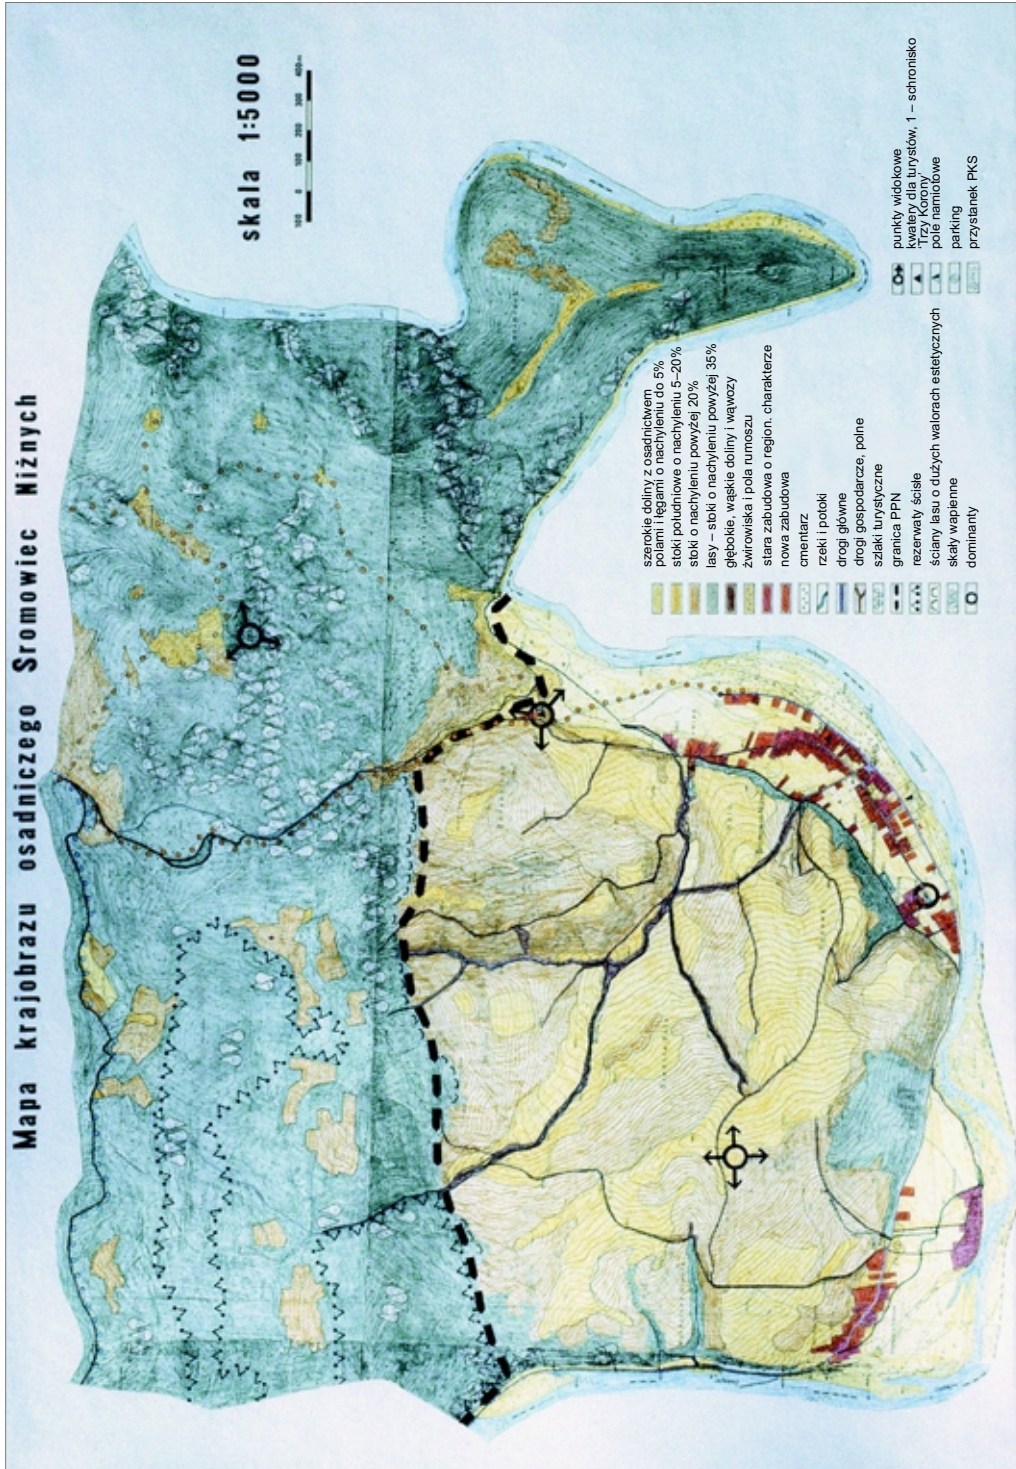 Mapa krajobrazu osadniczego Sromowiec Niżnych
skala 1:5000
100 0 100 200 300 400m
szerokie doliny z osadnictwem
polami i łęgami o nachyleniu do 5%
stoki południowe o nachyleniu 5–20%
stoki o nachyleniu powyżej 20%
lasy – stoki o nachyleniu powyżej 35%
głębokie, wąskie doliny i wąwozy
żwirowiska i pola rumoszu
stara zabudowa o region. charakterze
nowa zabudowa
cmentarz
rzeki i potoki
drogi główne
drogi gospodarcze, polne
szlaki turystyczne
granica PPN
rezerwaty ścisłe
ściany lasu o dużych walorach estetycznych
skały wapienne
dominanty
punkty widokowe
kwatery dla turystów, 1 – schronisko
'Trzy Korony'
pole namiotowe
parking
przystanek PKS